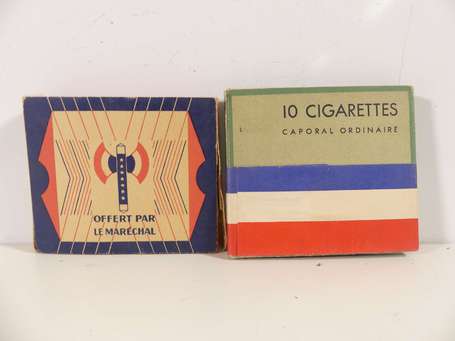 OFFERT PAR
LE MARÉCHAL
10 CIGARETTES
CAPORAL ORDINAIRE